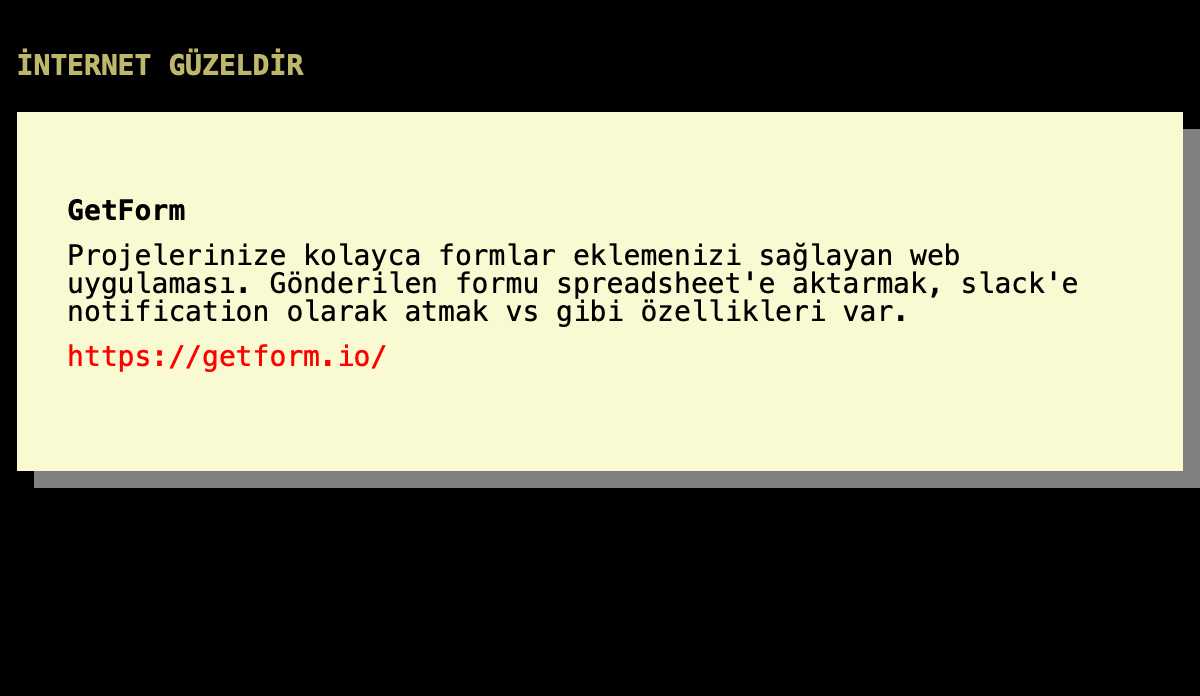 İNTERNET GÜZELDİR
GetForm
Projelerinize kolayca formlar eklemenizi sağlayan web
uygulaması. Gönderilen formu spreadsheet'e aktarmak, slack'e
notification olarak atmak vs gibi özellikleri var.
https://getform.io/